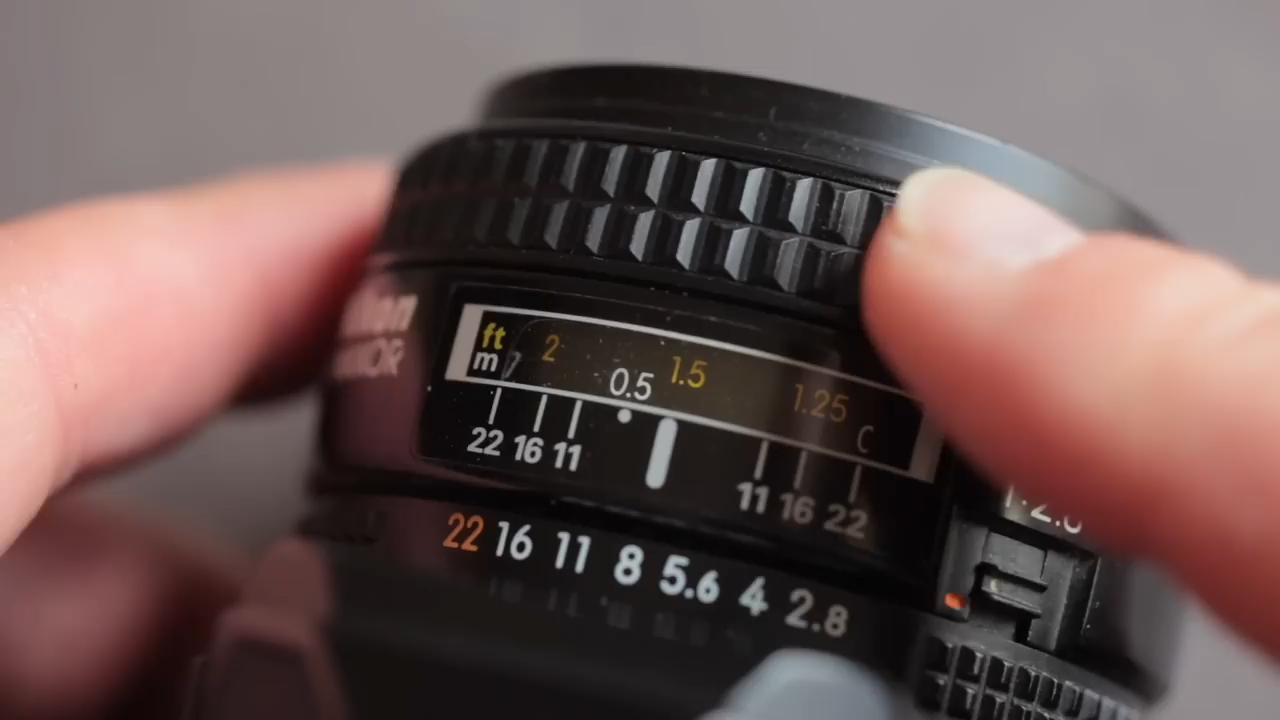 ft 2 1.5 1.25
m 0.5 C
22 16 11 11 16 22
22 16 11 8 5.6 4 2.8